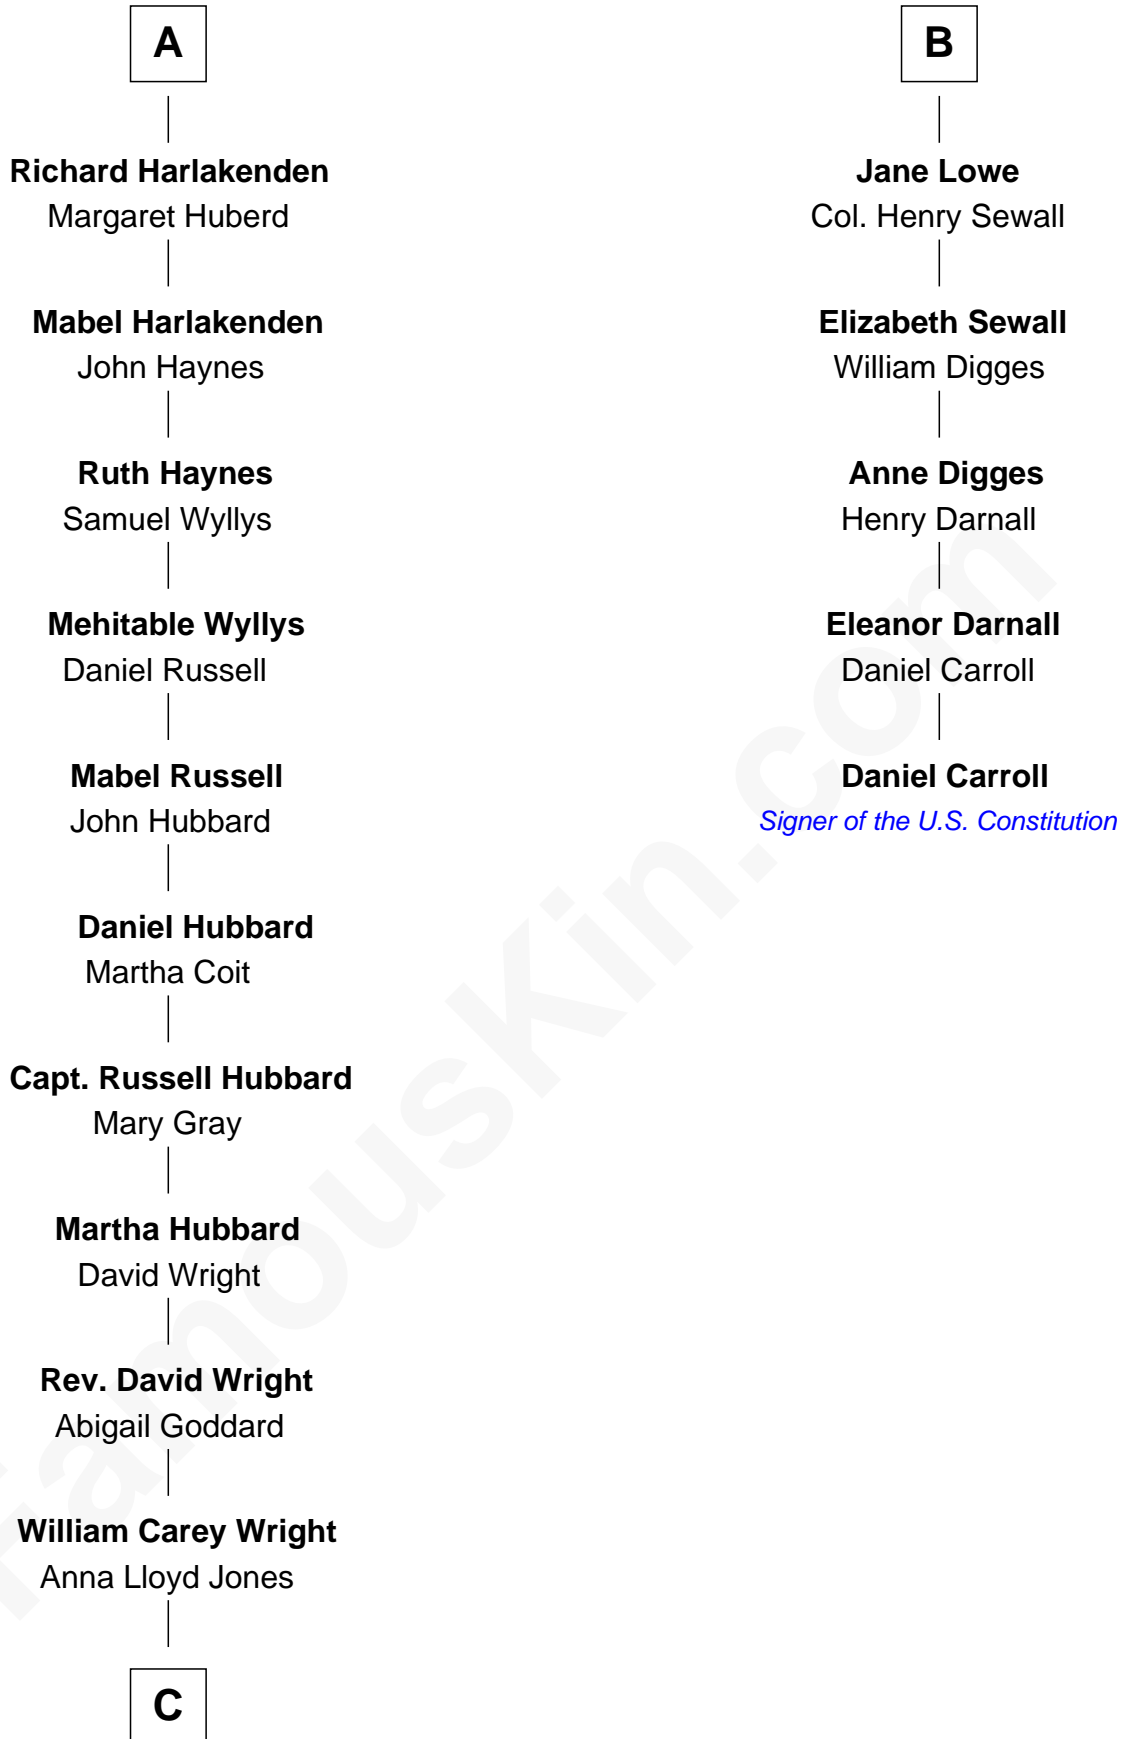 A
Richard Harlakenden
Margaret Huberd
Mabel Harlakenden
John Haynes
Ruth Haynes
Samuel Wyllys
Mehitable Wyllys
Daniel Russell
Mabel Russell
John Hubbard
Daniel Hubbard
Martha Coit
Capt. Russell Hubbard
Mary Gray
Martha Hubbard
David Wright
Rev. David Wright
Abigail Goddard
William Carey Wright
Anna Lloyd Jones
C
B
Jane Lowe
Col. Henry Sewall
Elizabeth Sewall
William Digges
Anne Digges
Henry Darnall
Eleanor Darnall
Daniel Carroll
Daniel Carroll
Signer of the U.S. Constitution
FamousKin.com